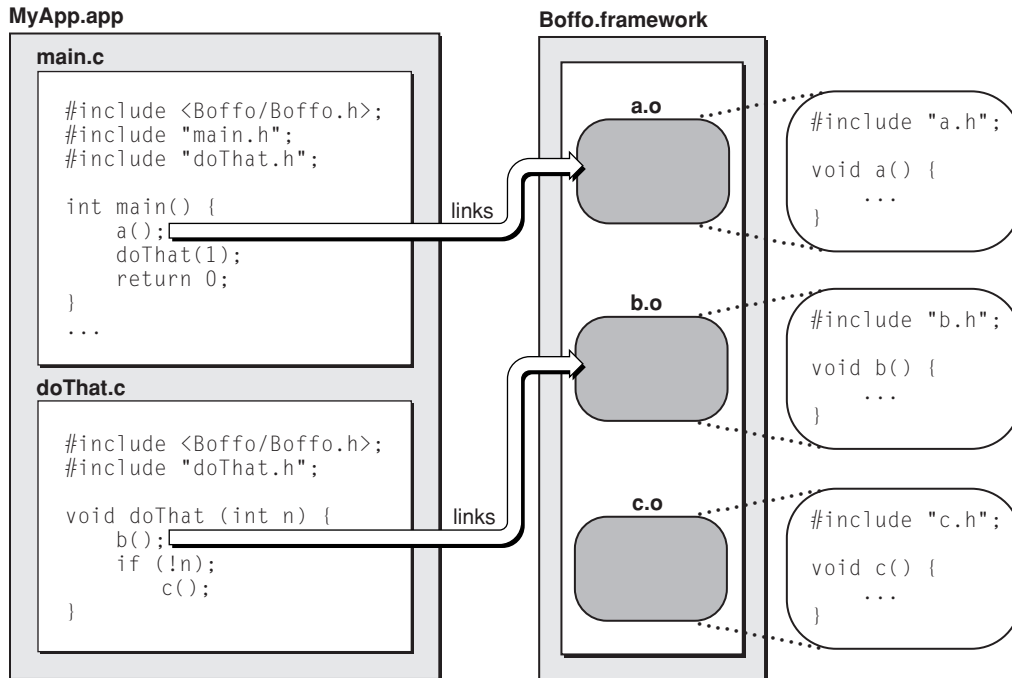 MyApp.app
main.c
#include <Boffo/Boffo.h>;
#include "main.h";
#include "doThat.h";
int main() {
a();
doThat(1);
return 0;
}
...
doThat.c
#include <Boffo/Boffo.h>;
#include "doThat.h";
void doThat (int n) {
b();
if (!n);
c();
}
links
links
Boffo.framework
a.o
#include "a.h";
void a() {
...
}
b.o
#include "b.h";
void b() {
...
}
c.o
#include "c.h";
void c() {
...
}